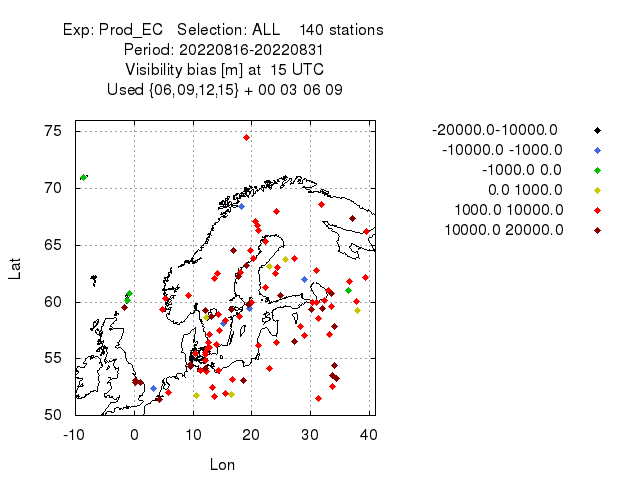 Exp: Prod_EC Selection: ALL 140 stations
Period: 20220816-20220831
Visibility bias [m] at 15 UTC
Used {06,09,12,15} + 00 03 06 09
-20000.0-10000.0
-10000.0 -1000.0
-1000.0 0.0
0.0 1000.0
1000.0 10000.0
10000.0 20000.0
75
70
65
60
55
50
Lat
-10 0 10 20 30 40
Lon